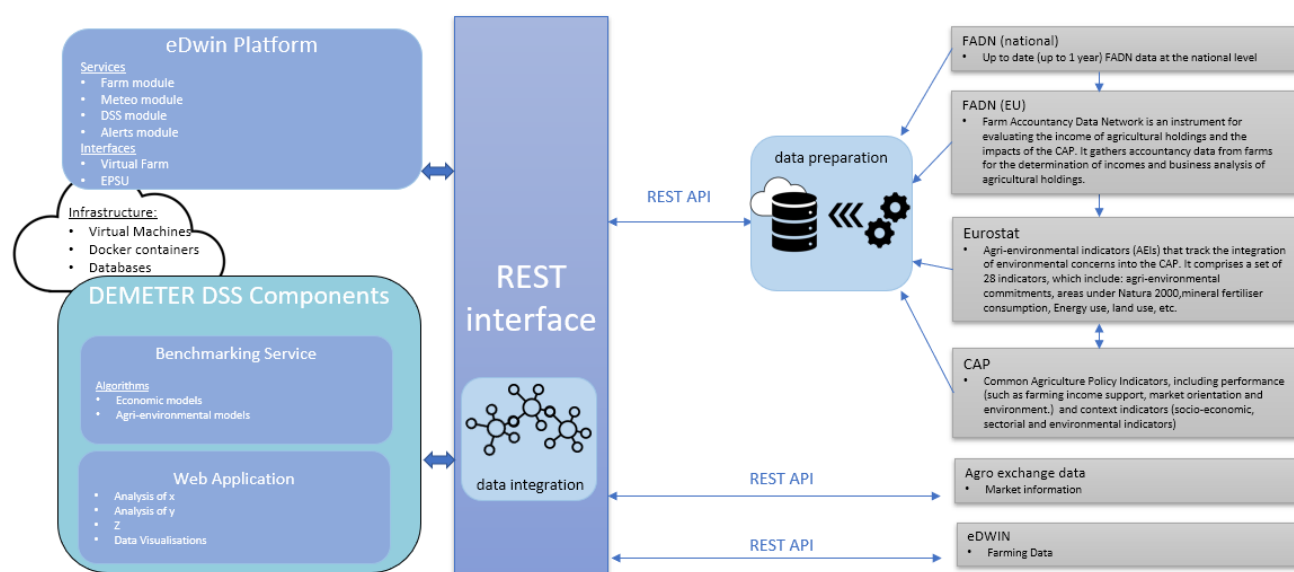 eDwin Platform
Services
• Farm module
• Meteo module
• DSS module
• Alerts module
Interfaces
• Virtual Farm
• EPSU
Infrastructure:
• Virtual Machines
• Docker containers
• Databases
DEMETER DSS Components
Benchmarking Service
Algorithms
• Economic models
• Agri-environmental models
Web Application
• Analysis of x
• Analysis of y
• Z
• Data Visualisations
REST
interface
data integration
REST API
data preparation
REST API
REST API
FADN (national)
• Up to date (up to 1 year) FADN data at the national level
FADN (EU)
• Farm Accountancy Data Network is an instrument for
evaluating the income of agricultural holdings and the
impacts of the CAP. It gathers accountancy data from farms
for the determination of incomes and business analysis of
agricultural holdings.
Eurostat
• Agri-environmental indicators (AEIs) that track the integration
of environmental concerns into the CAP. It comprises a set of
28 indicators, which include: agri-environmental
commitments, areas under Natura 2000,mineral fertiliser
consumption, Energy use, land use, etc.
CAP
• Common Agriculture Policy Indicators, including performance
(such as farming income support, market orientation and
environment.) and context indicators (socio-economic,
sectorial and environmental indicators)
Agro exchange data
• Market information
eDWIN
• Farming Data